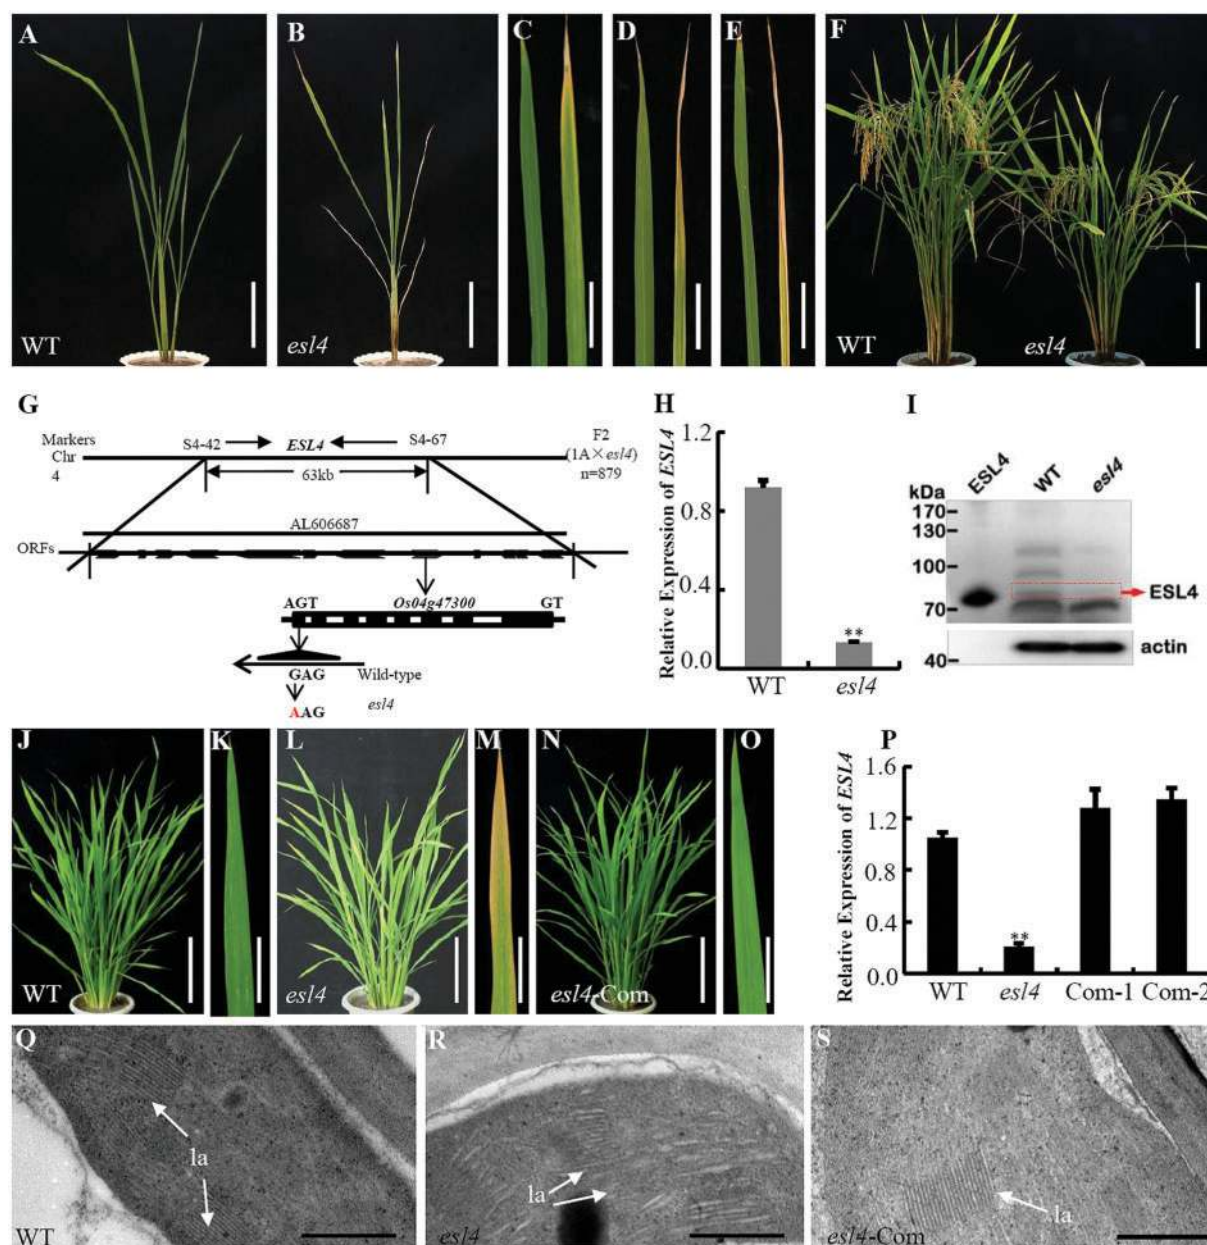 A
WT
B
esl4
C
D
E
F
WT
esl4
G
Markers
Chr
4
S4-42
ESL4
S4-67
F2
(1A×esl4)
n=879
63kb
AL606687
ORFs
AGT
Os04g47300
GT
GAG
Wild-type
esl4
AAG
H
Relative Expression of ESL4
1.2
0.8
0.4
0.0
**
WT
esl4
I
ESL4
WT
esl4
kDa
170
130
100
70
40
ESL4
actin
J
WT
K
L
esl4
M
N
esl4-Com
O
P
Relative Expression of ESL4
1.6
1.2
0.8
0.4
0.0
**
WT
esl4
Com-1
Com-2
Q
la
WT
R
la
esl4
S
la
esl4-Com